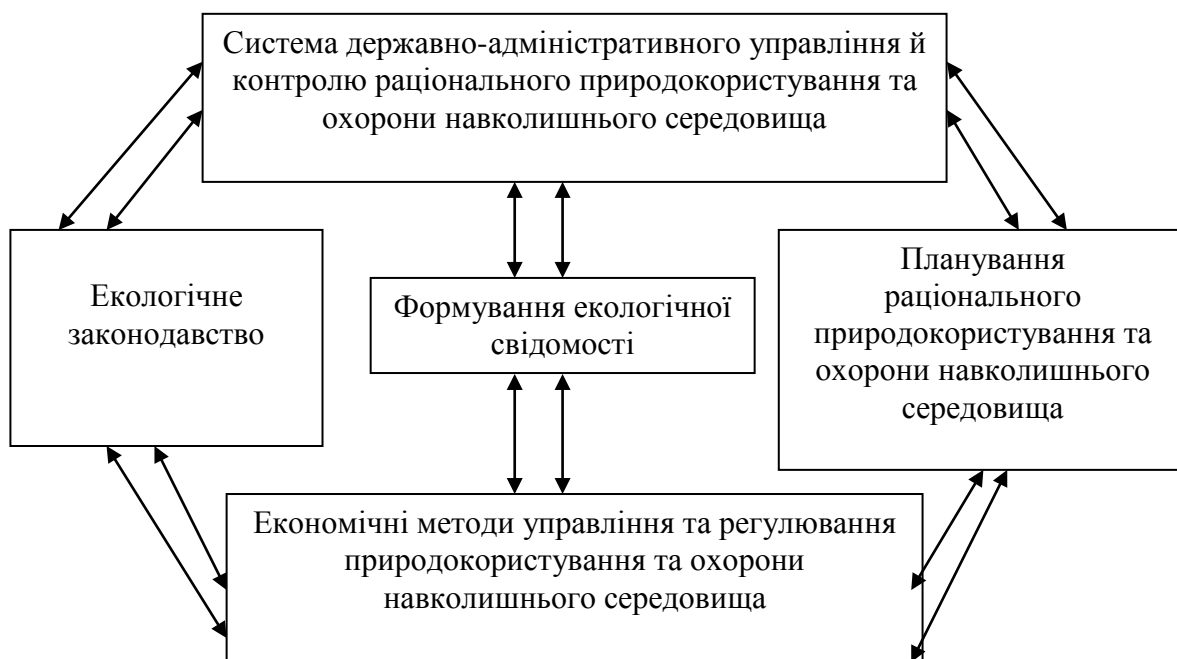 Система державно-адміністративного управління й
контролю раціонального природокористування та
охорони навколишнього середовища
Екологічне
законодавство
Формування екологічної
свідомості
Планування
раціонального
природокористування та
охорони навколишнього
середовища
Економічні методи управління та регулювання
природокористування та охорони
навколишнього середовища